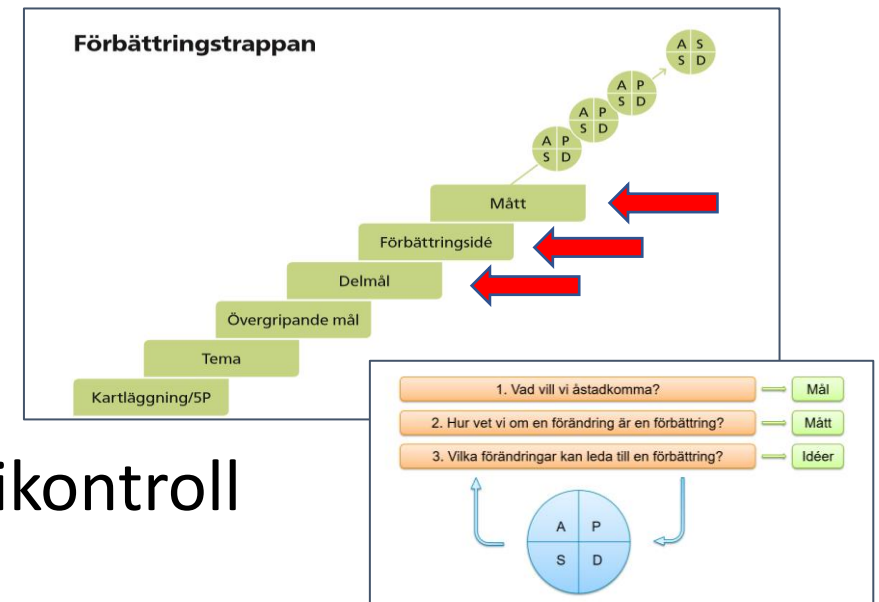 Förbättringstrappan
A S
S D
A P
S D
A P
S D
A P
S D
Mått
Förbättringsidé
Delmål
Övergripande mål
Tema
Kartläggning/5P
1. Vad vill vi åstadkomma?
Mål
2. Hur vet vi om en förändring är en förbättring?
Mått
3. Vilka förändringar kan leda till en förbättring?
Idéer
A P
S D
ikontroll